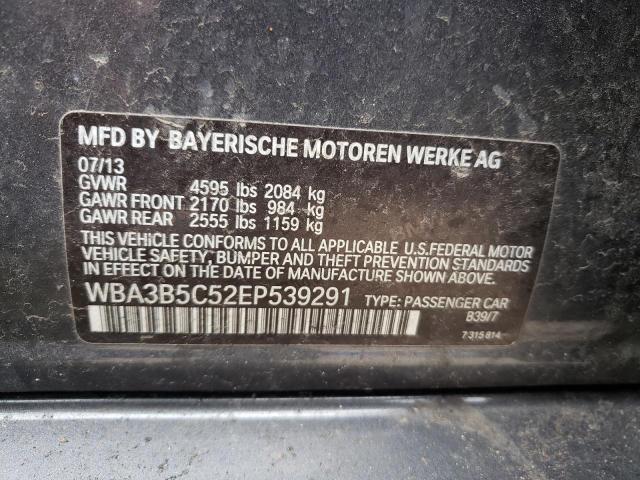 MFD BY BAYERISCHE MOTOREN WERKE AG
07/13
GVWR 4595 lbs 2084 kg
GAWR FRONT 2170 lbs 984 kg
GAWR REAR 2555 lbs 1159 kg
THIS VEHICLE CONFORMS TO ALL APPLICABLE U.S.FEDERAL MOTOR
VEHICLE SAFETY, BUMPER AND THEFT PREVENTION STANDARDS
IN EFFECT ON THE DATE OF MANUFACTURE SHOWN ABOVE.
WBA3B5C52EP539291 TYPE: PASSENGER CAR
B39/7
7 315 814